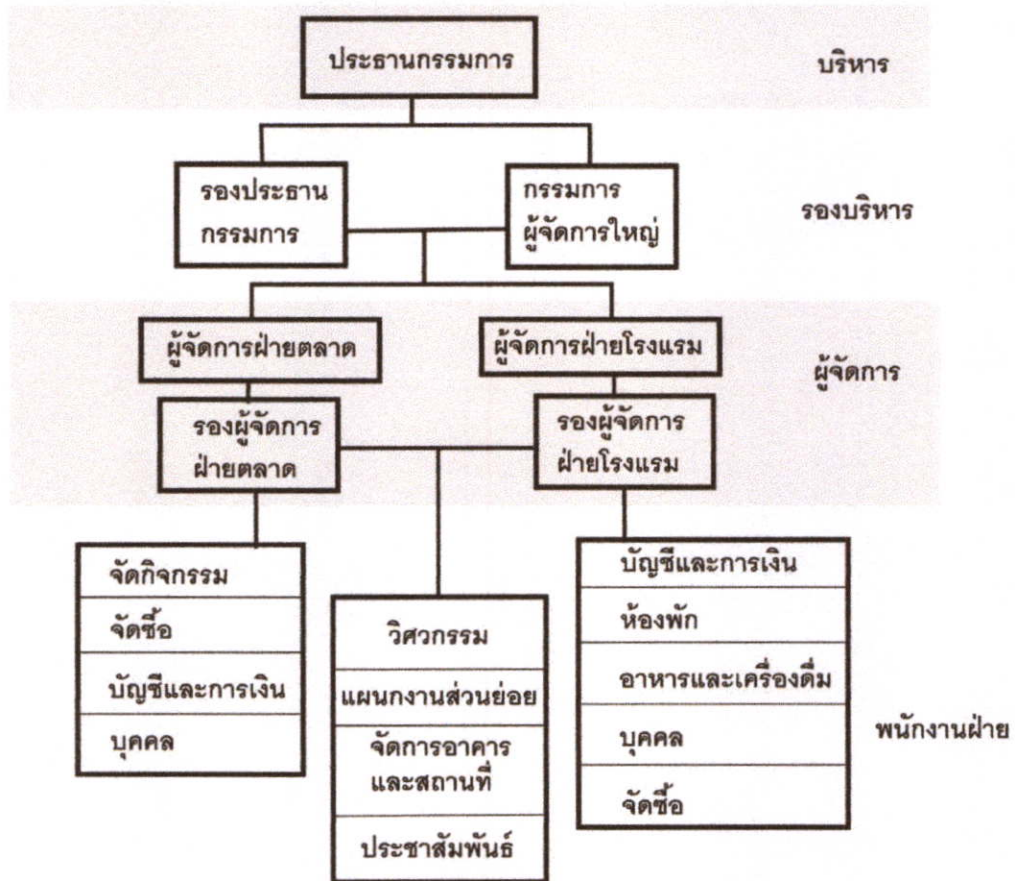 ประธานกรรมการ
บริหาร
รองประธาน
กรรมการ
กรรมการ
ผู้จัดการใหญ่
รองบริหาร
ผู้จัดการฝ่ายตลาด
ผู้จัดการฝ่ายโรงแรม
ผู้จัดการ
รองผู้จัดการ
ฝ่ายตลาด
รองผู้จัดการ
ฝ่ายโรงแรม
จัดกิจกรรม
จัดซื้อ
บัญชีและการเงิน
บุคคล
วิศวกรรม
แผนกงานส่วนย่อย
จัดการอาคาร
และสถานที่
ประชาสัมพันธ์
บัญชีและการเงิน
ห้องพัก
อาหารและเครื่องดื่ม
บุคคล
จัดซื้อ
พนักงานฝ่าย